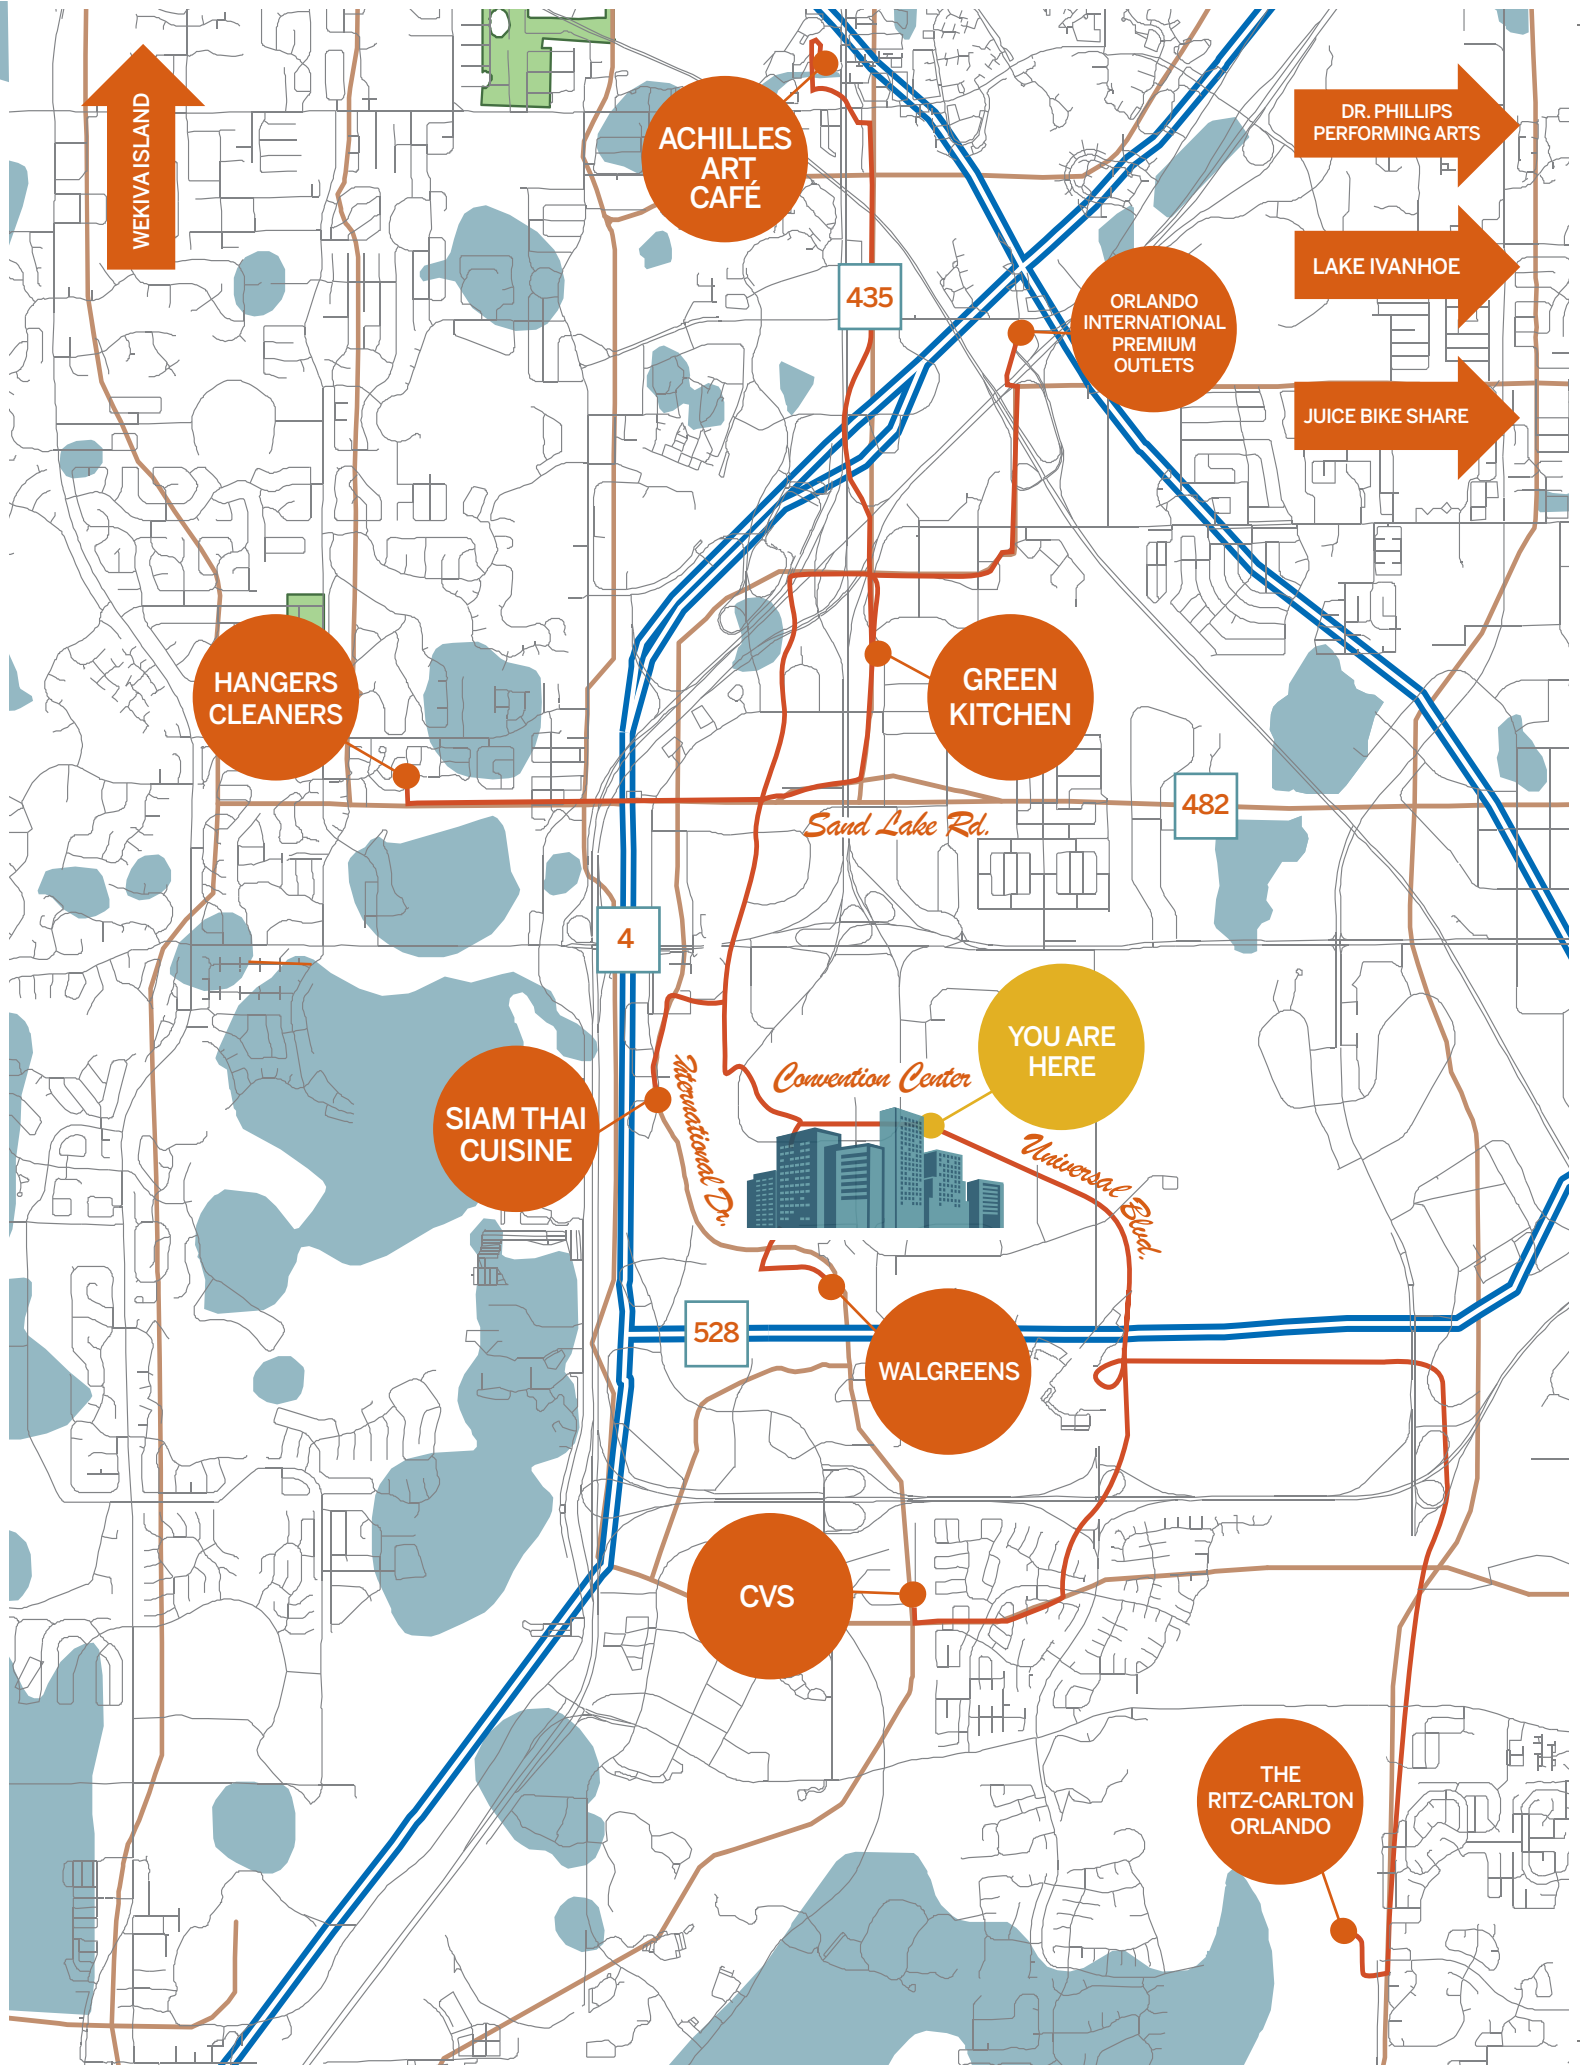 WEKIVA ISLAND
ACHILLES
ART
CAFÉ
DR. PHILLIPS
PERFORMING ARTS
LAKE IVANHOE
JUICE BIKE SHARE
435
ORLANDO
INTERNATIONAL
PREMIUM
OUTLETS
HANGERS
CLEANERS
GREEN
KITCHEN
482
Sand Lake Rd.
4
YOU ARE
HERE
SIAM THAI
CUISINE
International Dr.
Convention Center
Universal Blvd.
528
WALGREENS
CVS
THE
RITZ-CARLTON
ORLANDO